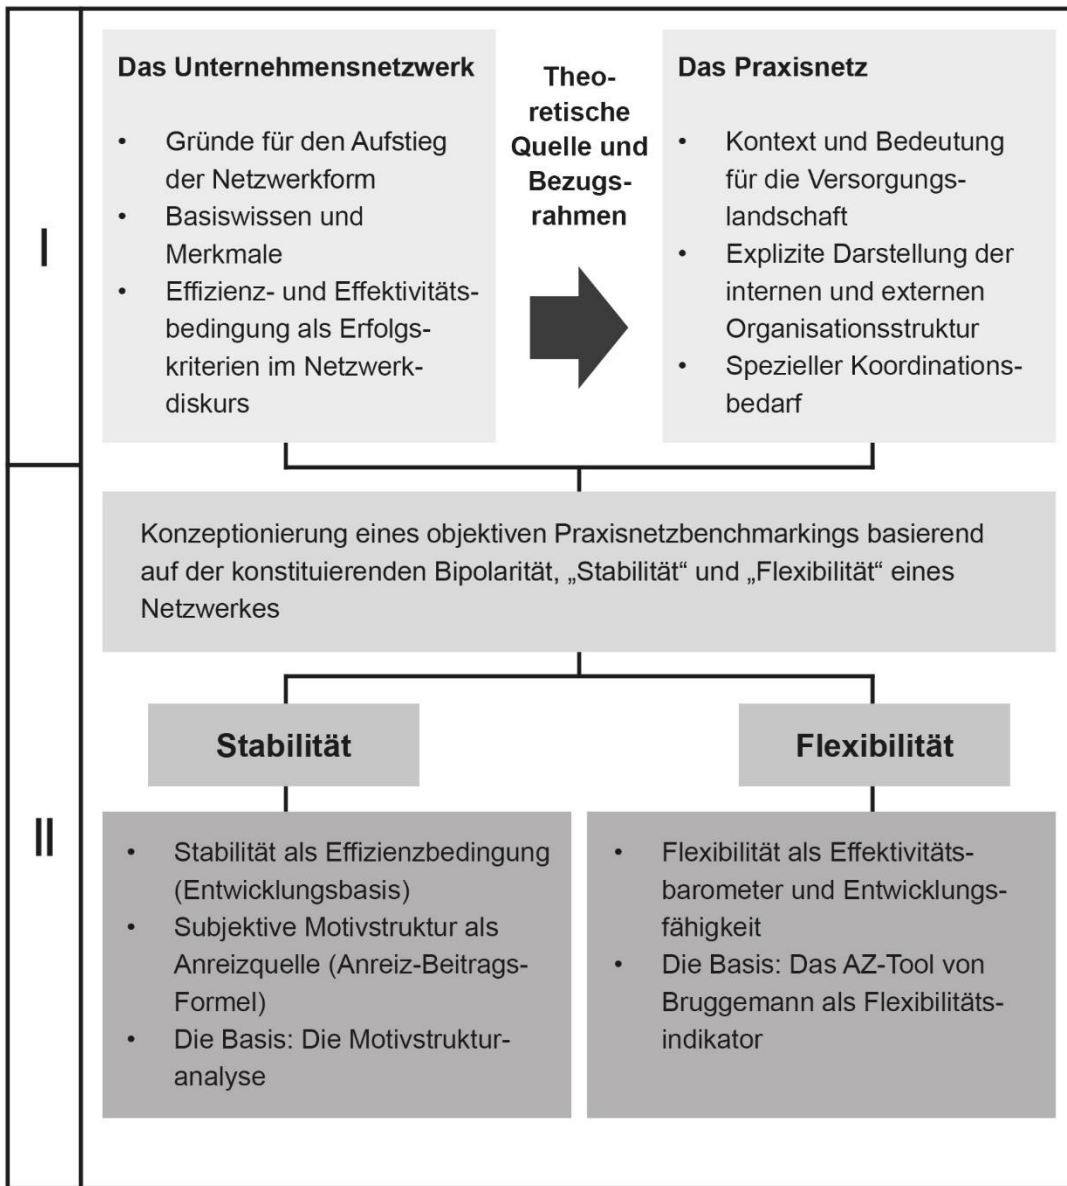 I
Das Unternehmensnetzwerk
• Gründe für den Aufstieg
der Netzwerkform
• Basiswissen und
Merkmale
• Effizienz- und Effektivitäts-
bedingung als Erfolgs-
kriterien im Netzwerk-
diskurs
Theo-
retische
Quelle und
Bezugs-
rahmen
Das Praxisnetz
• Kontext und Bedeutung
für die Versorgungs-
landschaft
• Explizite Darstellung der
internen und externen
Organisationsstruktur
• Spezieller Koordinations-
bedarf
II
Konzeptionierung eines objektiven Praxisnetzbenchmarkings basierend
auf der konstituierenden Bipolarität, „Stabilität“ und „Flexibilität“ eines
Netzwerkes
Stabilität
• Stabilität als Effizienzbedingung
(Entwicklungsbasis)
• Subjektive Motivstruktur als
Anreizquelle (Anreiz-Beitrags-
Formel)
• Die Basis: Die Motivstruktur-
analyse
Flexibilität
• Flexibilität als Effektivitäts-
barometer und Entwicklungs-
fähigkeit
• Die Basis: Das AZ-Tool von
Bruggemann als Flexibilitäts-
indikator